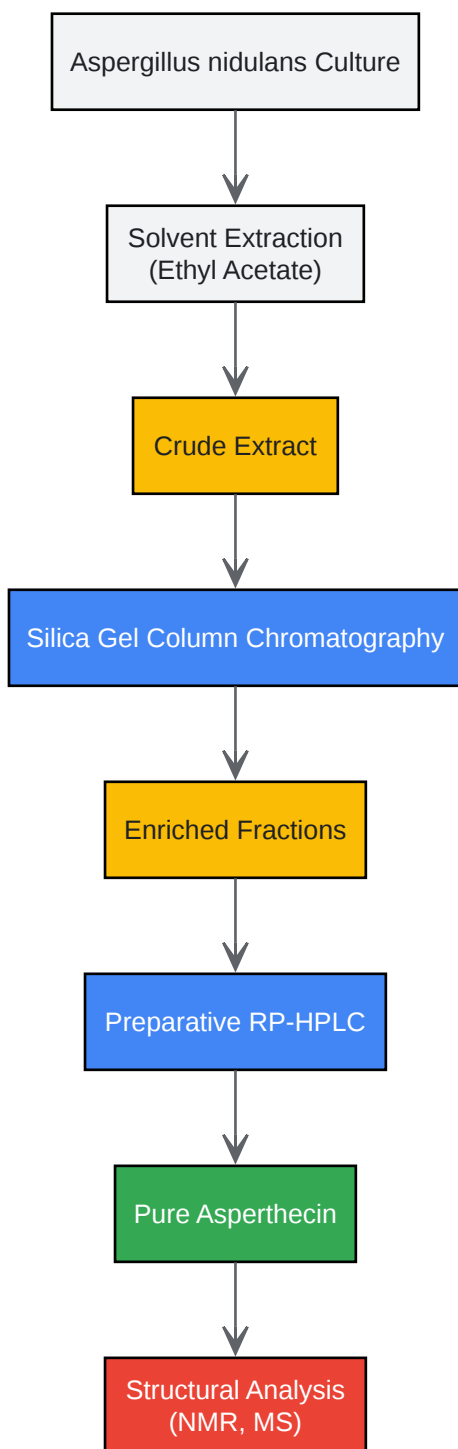 Aspergillus nidulans Culture
Solvent Extraction
(Ethyl Acetate)
Crude Extract
Silica Gel Column Chromatography
Enriched Fractions
Preparative RP-HPLC
Pure Asperthecin
Structural Analysis
(NMR, MS)